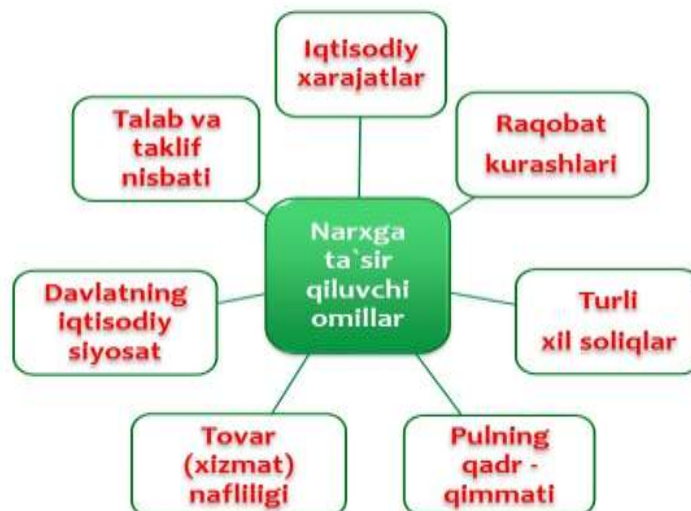 Iqtisodiy
xarajatlar
Talab va
taklif
nisbati
Raqobat
kurashlari
Narxga
ta`sir
qiluvchi
omillar
Davlatning
iqtisodiy
siyosat
Turli
xil soliqlar
Tovar
(xizmat)
nafliligi
Pulning
qadr -
qimmati